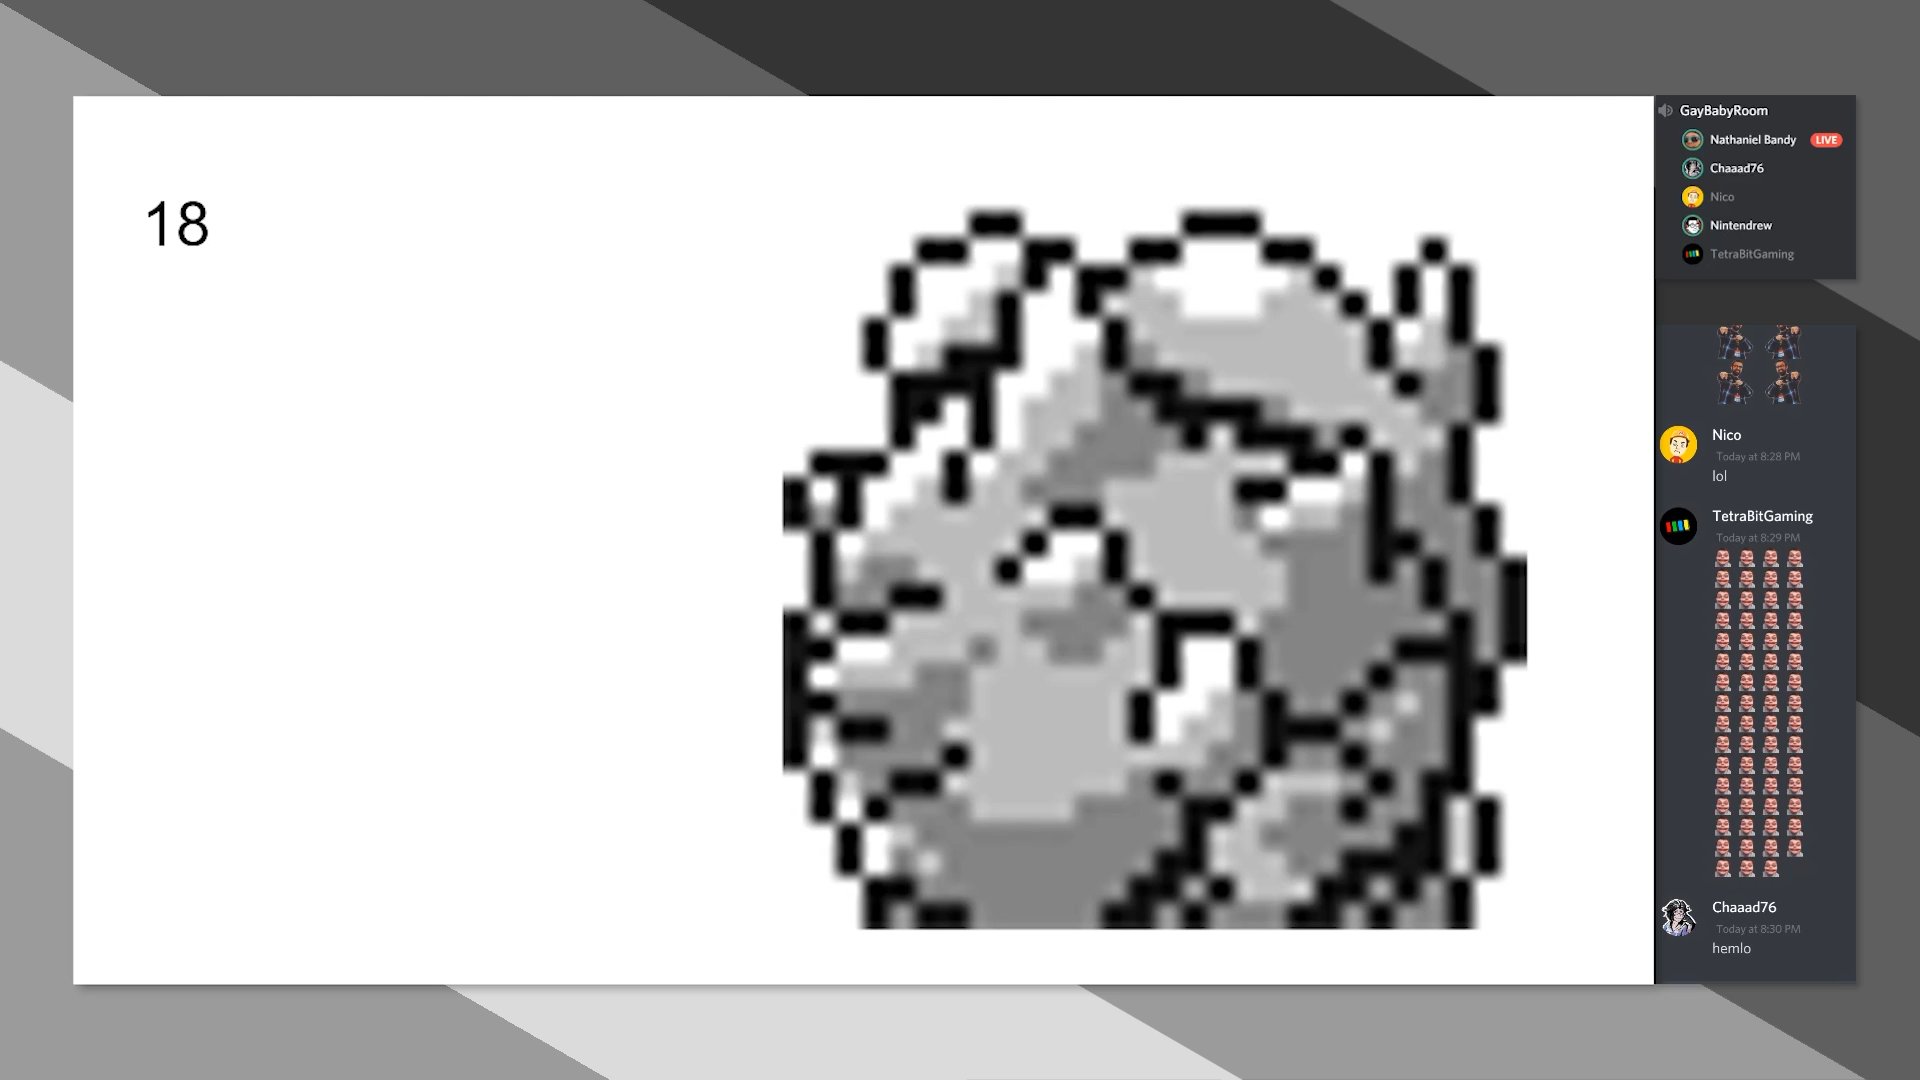 18
GayBabyRoom
Nathaniel Bandy
LIVE
Chaaad76
Nico
Nintendrew
TetraBitGaming
Nico
Today at 8:28 PM
lol
TetraBitGaming
Today at 8:29 PM
Chaaad76
Today at 8:30 PM
hemlo